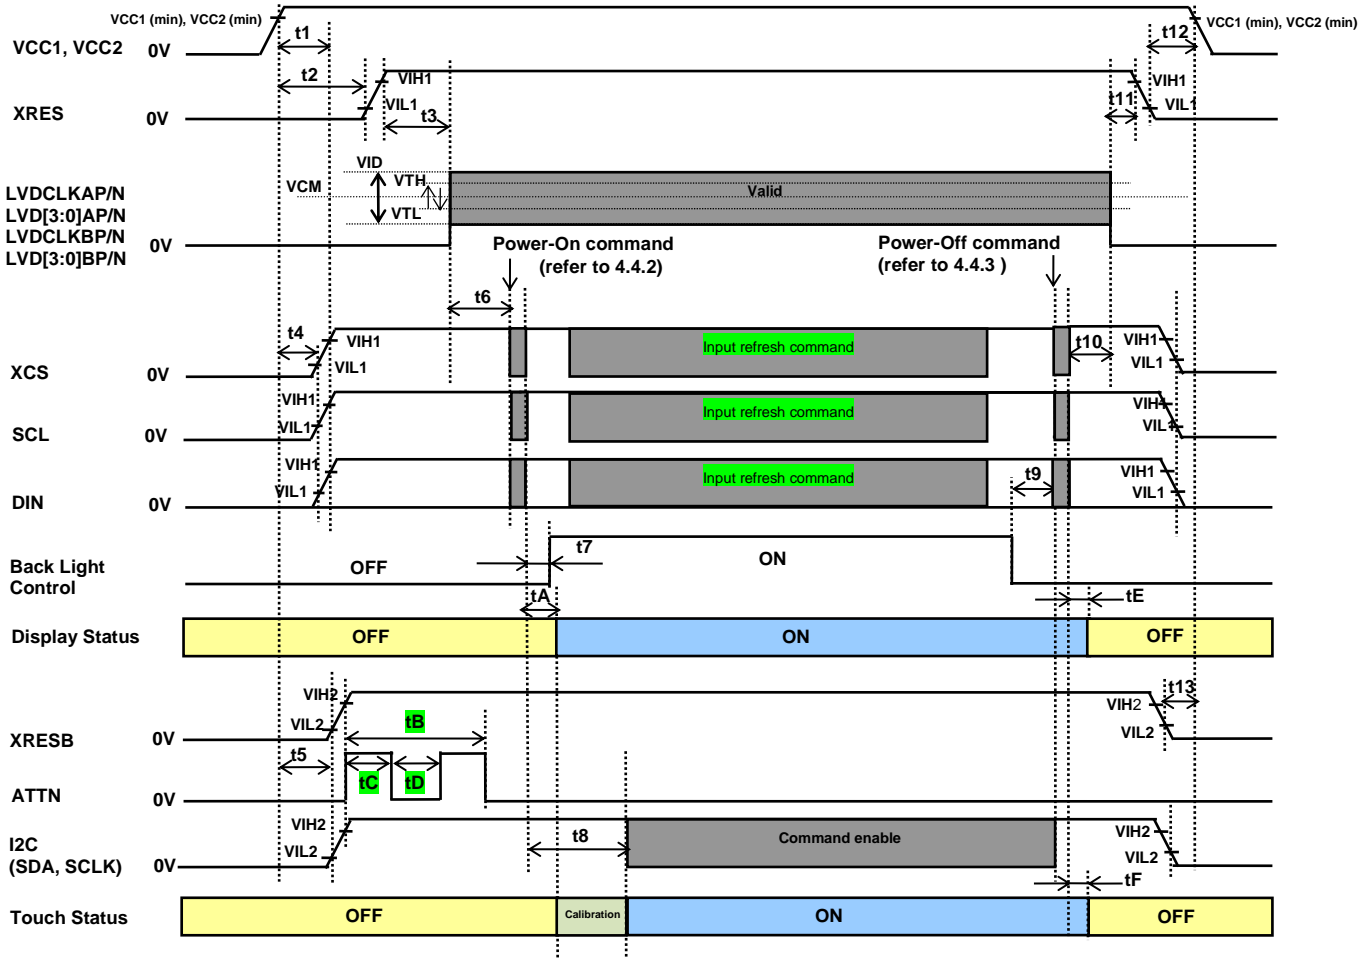 VCC1 (min), VCC2 (min)
VCC1 (min), VCC2 (min)
VCC1, VCC2 0V
t1
t12
t2
VIH1
VIH1
XRES 0V
VIL1
t3
t11
VIL1
VID
VCM
VTH
Valid
VTL
LVDCLKAP/N
LVD[3:0]AP/N
LVDCLKBP/N
LVD[3:0]BP/N
0V
Power-On command
(refer to 4.4.2)
Power-Off command
(refer to 4.4.3 )
t6
t4
VIH1
Input refresh command
t10
VIH1
XCS 0V
VIL1
VIL1
VIH1
Input refresh command
VIH1
SCL 0V
VIL1
VIL1
VIH1
Input refresh command
t9
VIH1
DIN 0V
VIL1
VIL1
t7
Back Light
Control
OFF
ON
tA
tE
Display Status
OFF
ON
OFF
VIH2
t13
VIH2
XRESB 0V
VIL2
tB
VIL2
t5
ATTN 0V
tC
tD
VIH2
t8
Command enable
VIH2
I2C
(SDA, SCLK) 0V
VIL2
VIL2
tF
Touch Status
OFF
Calibration
ON
OFF